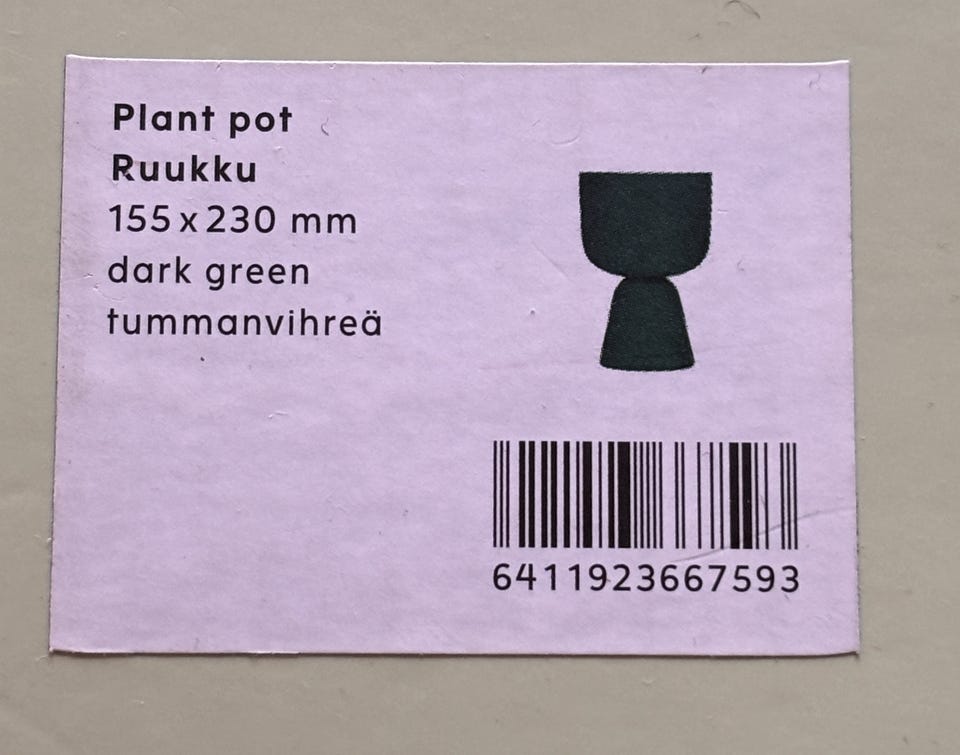 Plant pot
Ruukku
155 x 230 mm
dark green
tummanvihreä
6411923667593